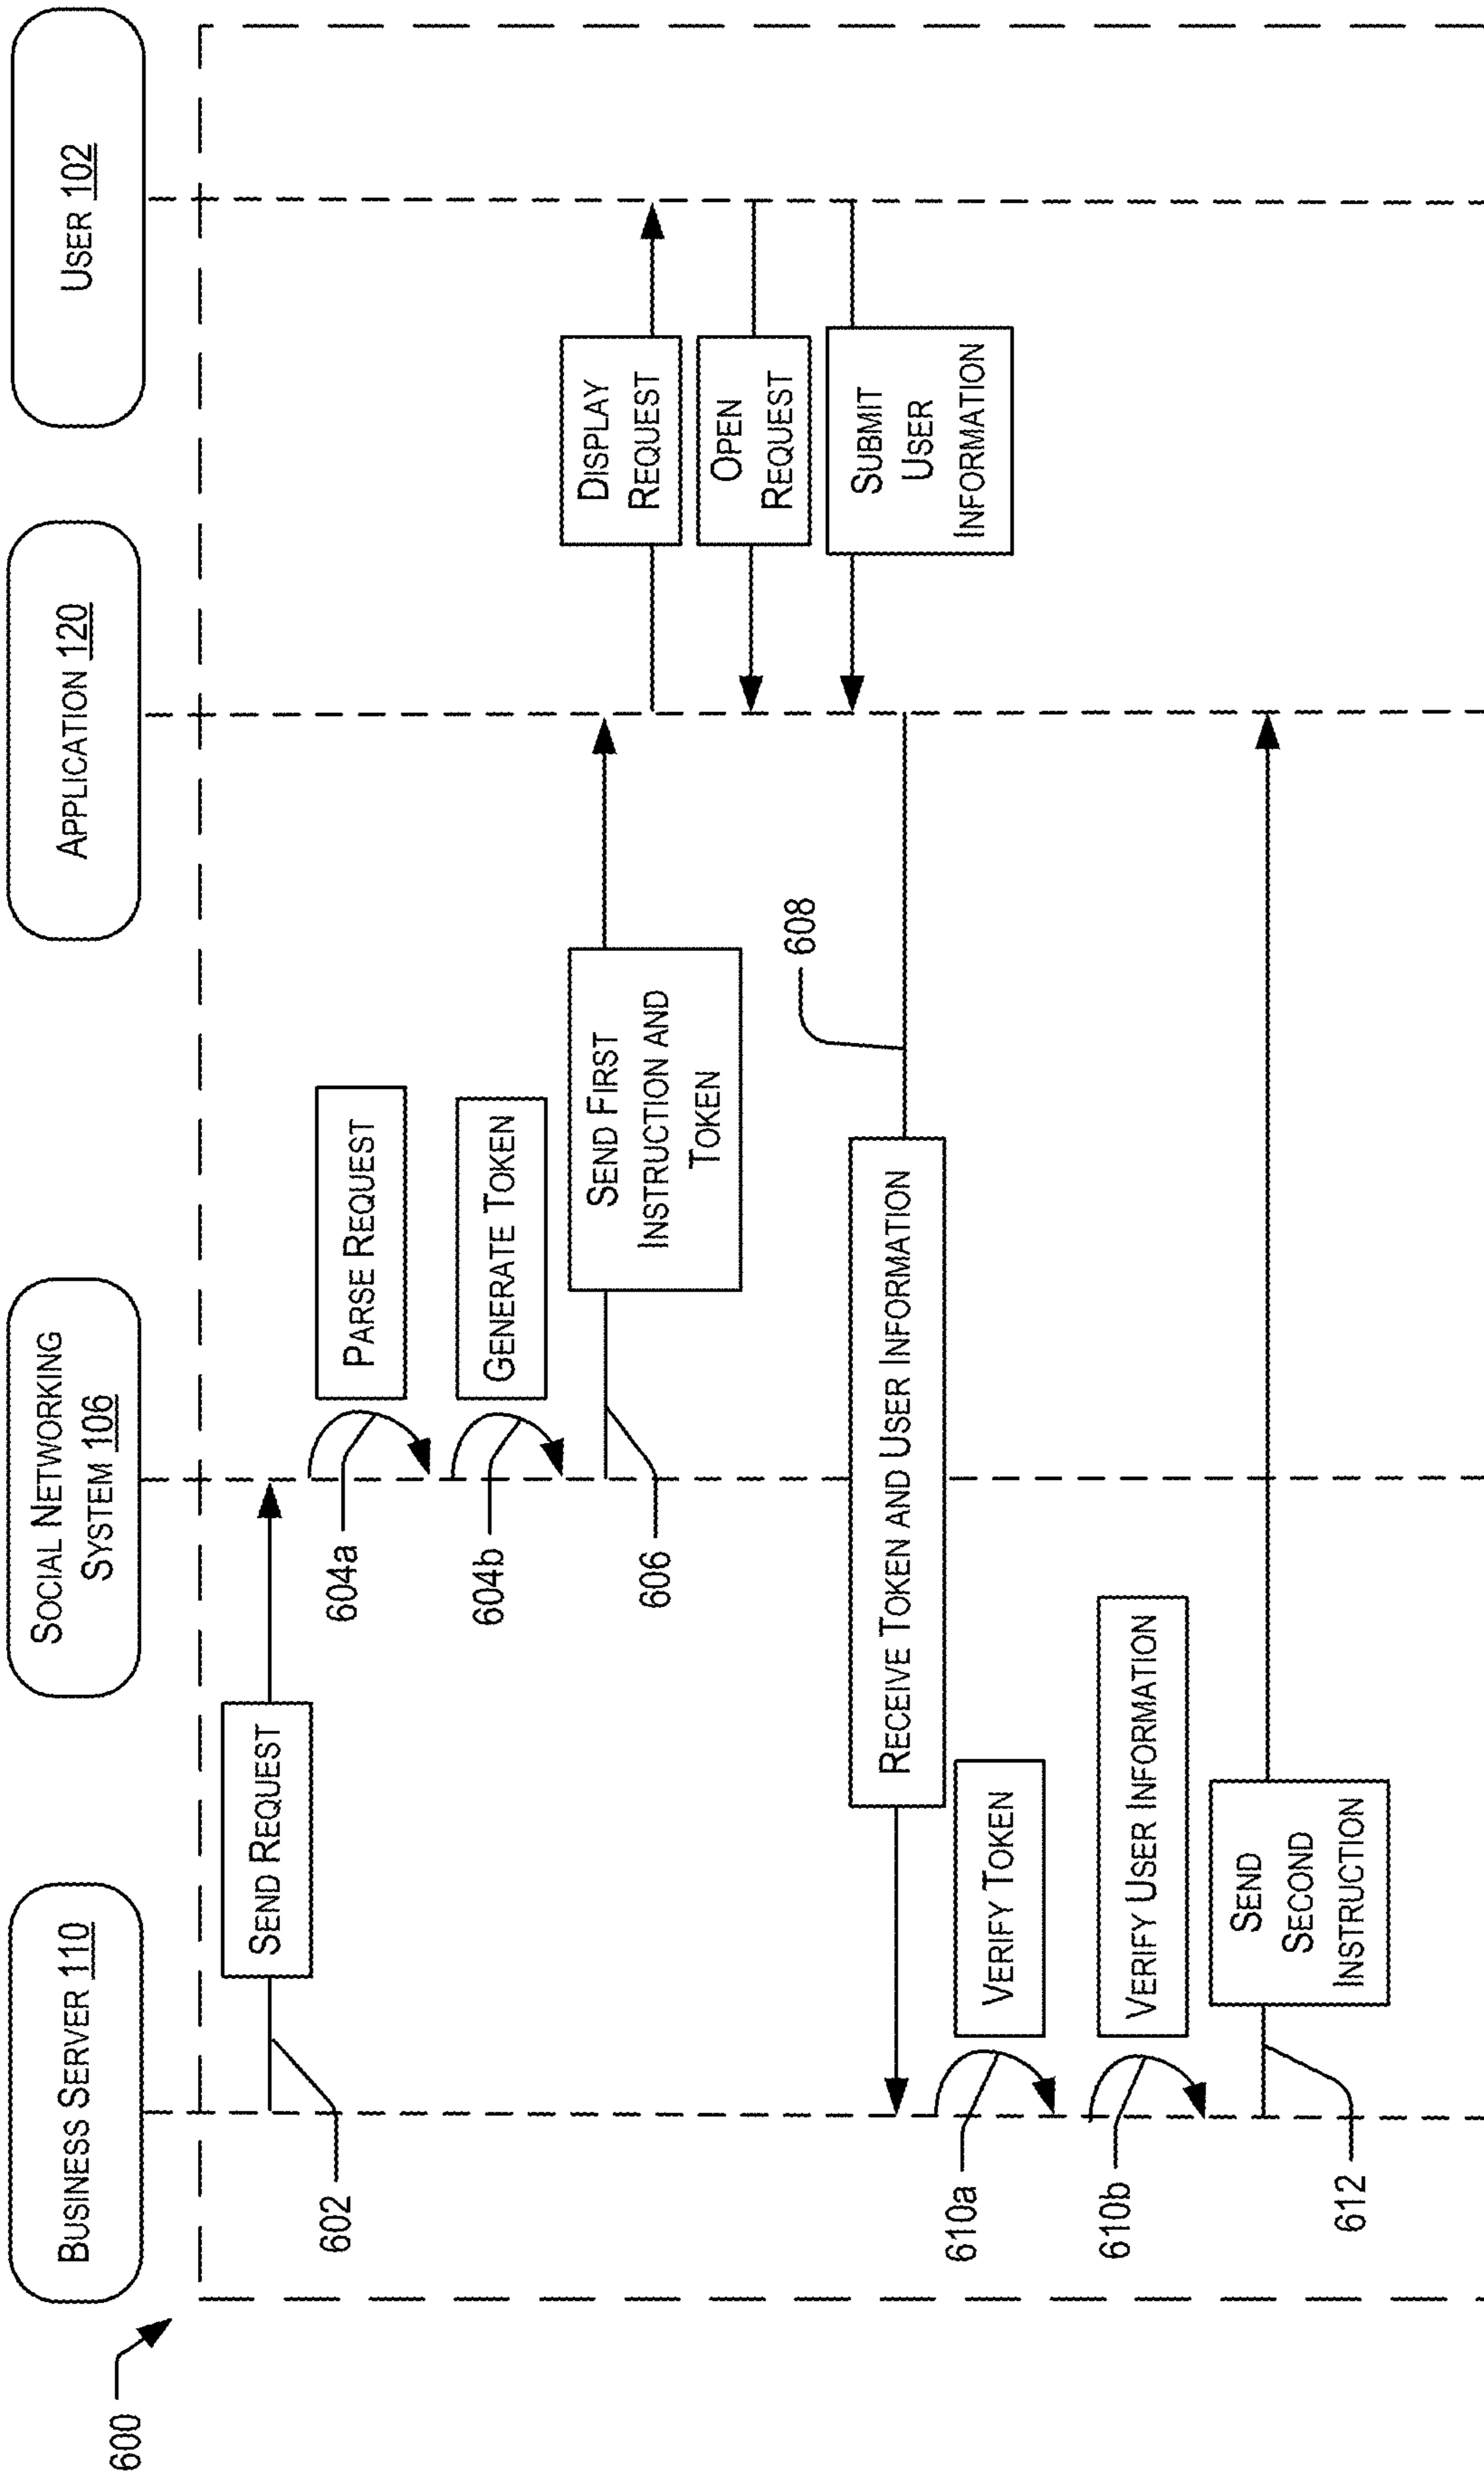 600
BUSINESS SERVER 110
SOCIAL NETWORKING
SYSTEM 106
APPLICATION 120
USER 102
SEND REQUEST
602
PARSE REQUEST
604a
GENERATE TOKEN
604b
SEND FIRST
INSTRUCTION AND
TOKEN
606
DISPLAY
REQUEST
OPEN
REQUEST
SUBMIT
USER
INFORMATION
608
RECEIVE TOKEN AND USER INFORMATION
VERIFY TOKEN
610a
VERIFY USER INFORMATION
610b
SEND
SECOND
INSTRUCTION
612